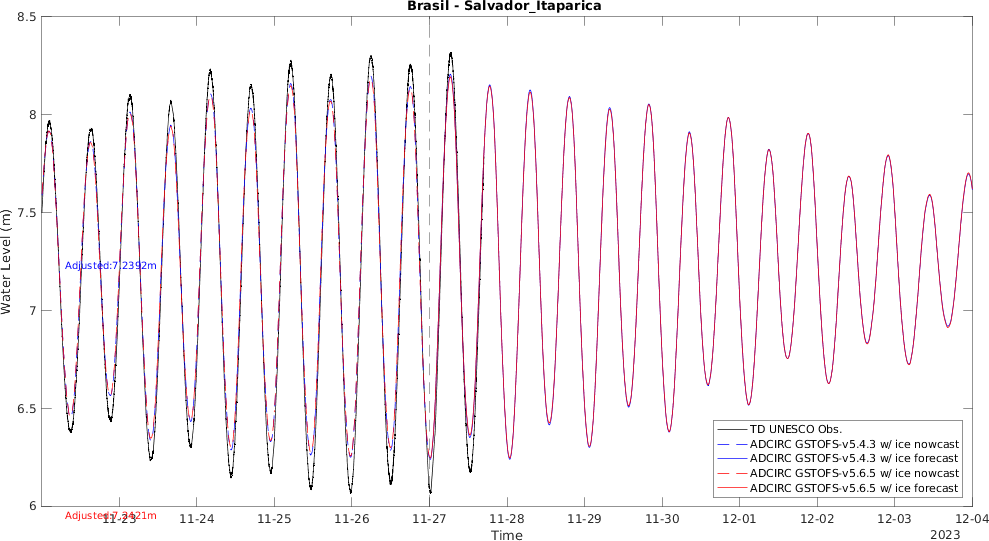 Brasil - Salvador_Itaparica
8.5
8
7.5
7
6.5
6
Water Level (m)
Adjusted:7.2392m
Adjusted:7.2421m
TD UNESCO Obs.
ADCIRC GSTOFS-v5.4.3 w/ ice nowcast
ADCIRC GSTOFS-v5.4.3 w/ ice forecast
ADCIRC GSTOFS-v5.6.5 w/ ice nowcast
ADCIRC GSTOFS-v5.6.5 w/ ice forecast
11-23 11-24 11-25 11-26 11-27 11-28 11-29 11-30 12-01 12-02 12-03 12-04
Time
2023